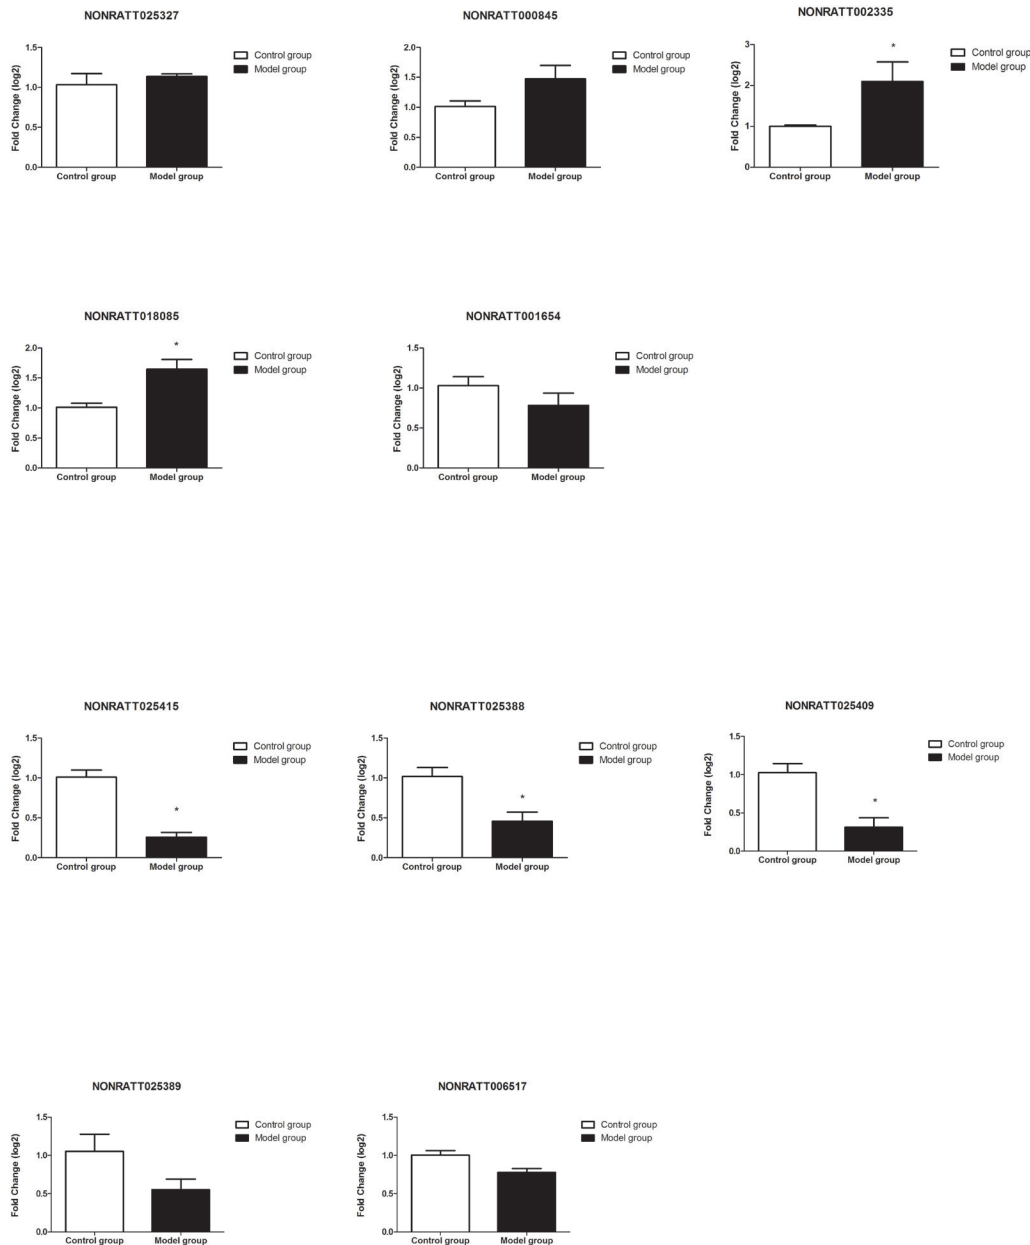 NONRATT025327
Fold Change (log2)
1.5
1.0
0.5
0.0
Control group
Model group
Control group
Model group
NONRATT000845
Fold Change (log2)
2.0
1.5
1.0
0.5
0.0
Control group
Model group
Control group
Model group
NONRATT002335
Fold Change (log2)
3
2
1
0
*
Control group
Model group
Control group
Model group
NONRATT018085
Fold Change (log2)
2.0
1.5
1.0
0.5
0.0
*
Control group
Model group
Control group
Model group
NONRATT001654
Fold Change (log2)
1.5
1.0
0.5
0.0
Control group
Model group
Control group
Model group
NONRATT025415
Fold Change (log2)
1.5
1.0
0.5
0.0
*
Control group
Model group
Control group
Model group
NONRATT025388
Fold Change (log2)
1.5
1.0
0.5
0.0
*
Control group
Model group
Control group
Model group
NONRATT025409
Fold Change (log2)
1.5
1.0
0.5
0.0
*
Control group
Model group
Control group
Model group
NONRATT025389
Fold Change (log2)
1.5
1.0
0.5
0.0
Control group
Model group
Control group
Model group
NONRATT006517
Fold Change (log2)
1.5
1.0
0.5
0.0
Control group
Model group
Control group
Model group